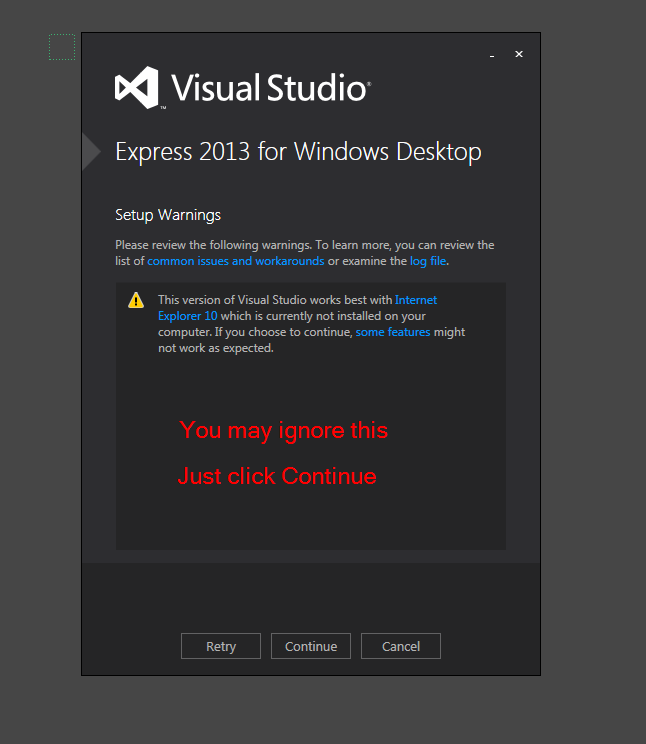 Visual Studio®
™
Express 2013 for Windows Desktop
Setup Warnings
Please review the following warnings. To learn more, you can review the
list of common issues and workarounds or examine the log file.
This version of Visual Studio works best with Internet
Explorer 10 which is currently not installed on your
computer. If you choose to continue, some features might
not work as expected.
You may ignore this
Just click Continue
Retry Continue Cancel